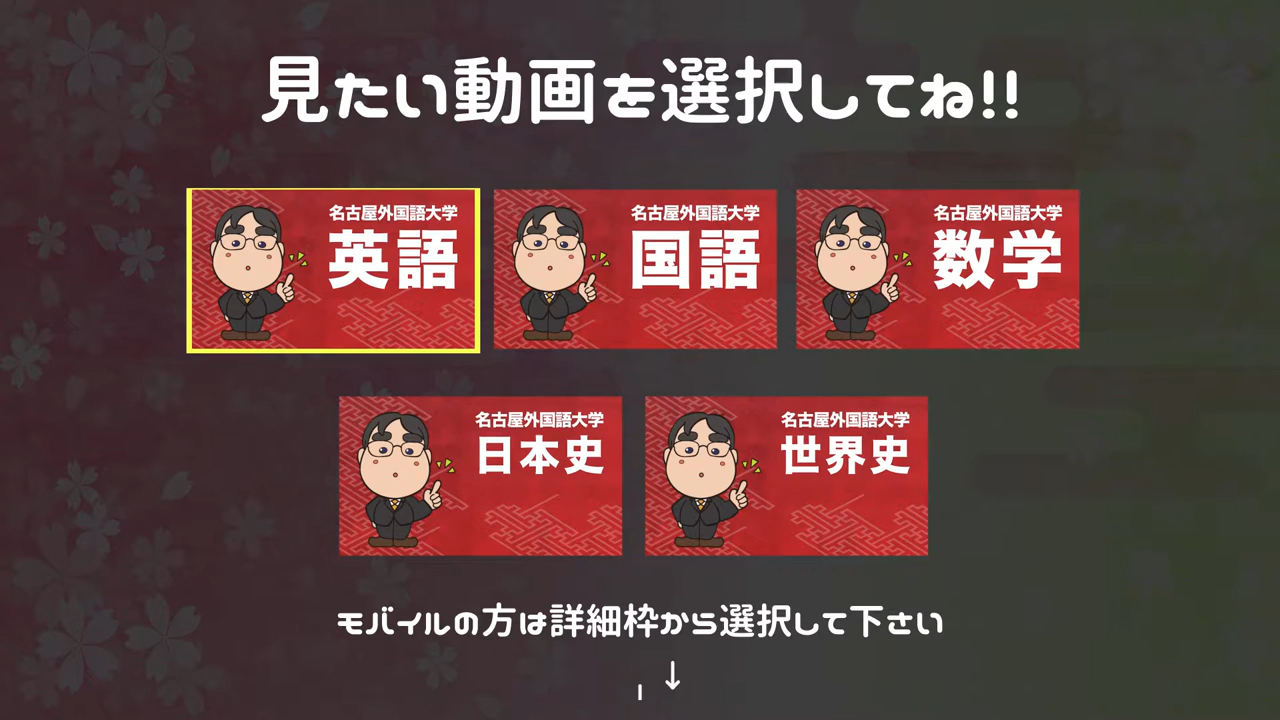 見たい動画を選択してね!!
名古屋外国語大学
英語
名古屋外国語大学
国語
名古屋外国語大学
数学
名古屋外国語大学
日本史
名古屋外国語大学
世界史
モバイルの方は詳細枠から選択して下さい
↓